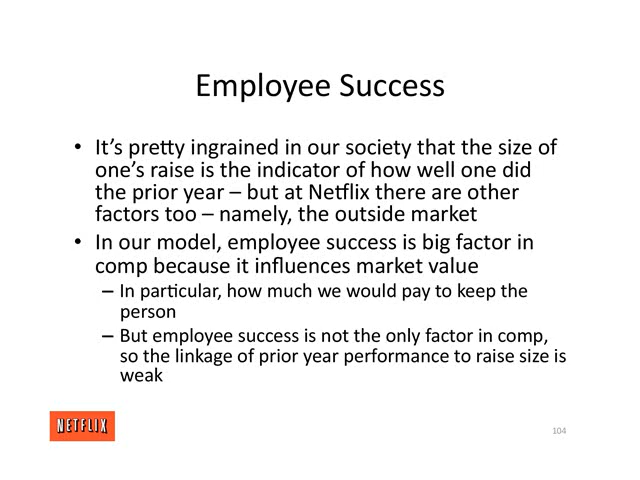 Employee Success
• It's pretty ingrained in our society that the size of
one's raise is the indicator of how well one did
the prior year – but at Netflix there are other
factors too – namely, the outside market
• In our model, employee success is big factor in
comp because it influences market value
– In particular, how much we would pay to keep the
person
– But employee success is not the only factor in comp,
so the linkage of prior year performance to raise size is
weak
NETFLIX
104